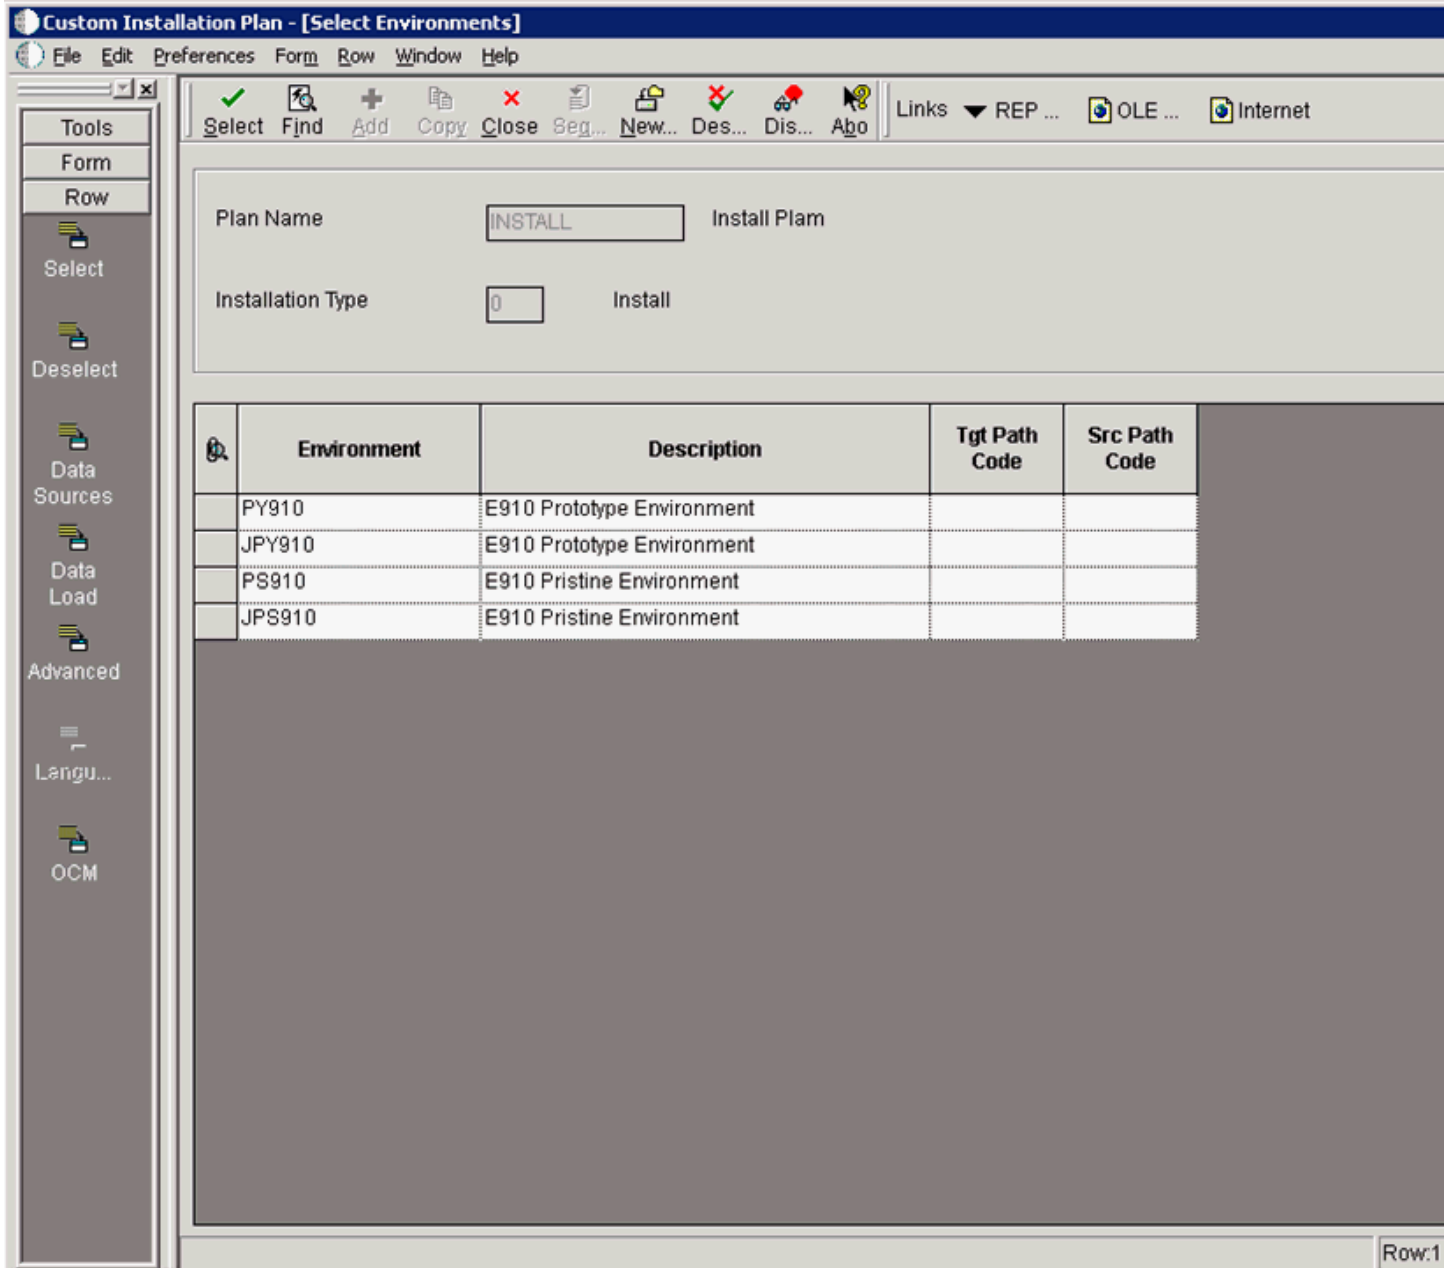 Custom Installation Plan - [Select Environments]
File Edit Preferences Form Row Window Help
Tools
Form
Row
Select
Deselect
Data
Sources
Data
Load
Advanced
Langu...
OCM
Select Find Add Copy Close Seq... New... Des... Dis... Abo Links REP ... OLE ... Internet
Plan Name INSTALL Install Plam
Installation Type 0 Install
Environment Description Tgt Path Code Src Path Code
PY910 E910 Prototype Environment
JPY910 E910 Prototype Environment
PS910 E910 Pristine Environment
JPS910 E910 Pristine Environment
Row:1